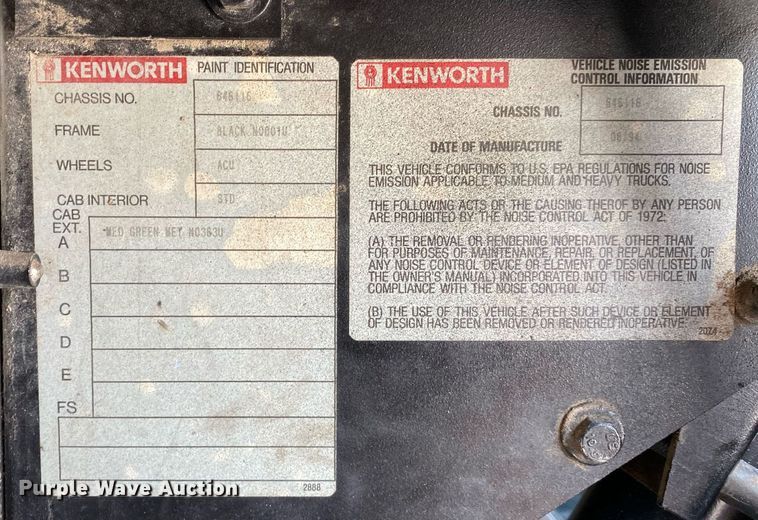 KENWORTH PAINT IDENTIFICATION
CHASSIS NO. 646116
FRAME BLACK N0001U
WHEELS ACU
CAB INTERIOR STD
CAB
EXT.
A MED GREEN MET N0363U
B
C
D
E
FS
2888
KENWORTH
VEHICLE NOISE EMISSION
CONTROL INFORMATION
CHASSIS NO. 646116
DATE OF MANUFACTURE 06/94
THIS VEHICLE CONFORMS TO U.S. EPA REGULATIONS FOR NOISE
EMISSION APPLICABLE TO MEDIUM AND HEAVY TRUCKS.
THE FOLLOWING ACTS OR THE CAUSING THEROF BY ANY PERSON
ARE PROHIBITED BY THE NOISE CONTROL ACT OF 1972:
(A) THE REMOVAL OR RENDERING INOPERATIVE, OTHER THAN
FOR PURPOSES OF MAINTENANCE, REPAIR, OR REPLACEMENT, OF
ANY NOISE CONTROL DEVICE OR ELEMENT OF DESIGN (LISTED IN
THE OWNER'S MANUAL) INCORPORATED INTO THIS VEHICLE IN
COMPLIANCE WITH THE NOISE CONTROL ACT.
(B) THE USE OF THIS VEHICLE AFTER SUCH DEVICE OR ELEMENT
OF DESIGN HAS BEEN REMOVED OR RENDERED INOPERATIVE.
2074
Purple Wave Auction